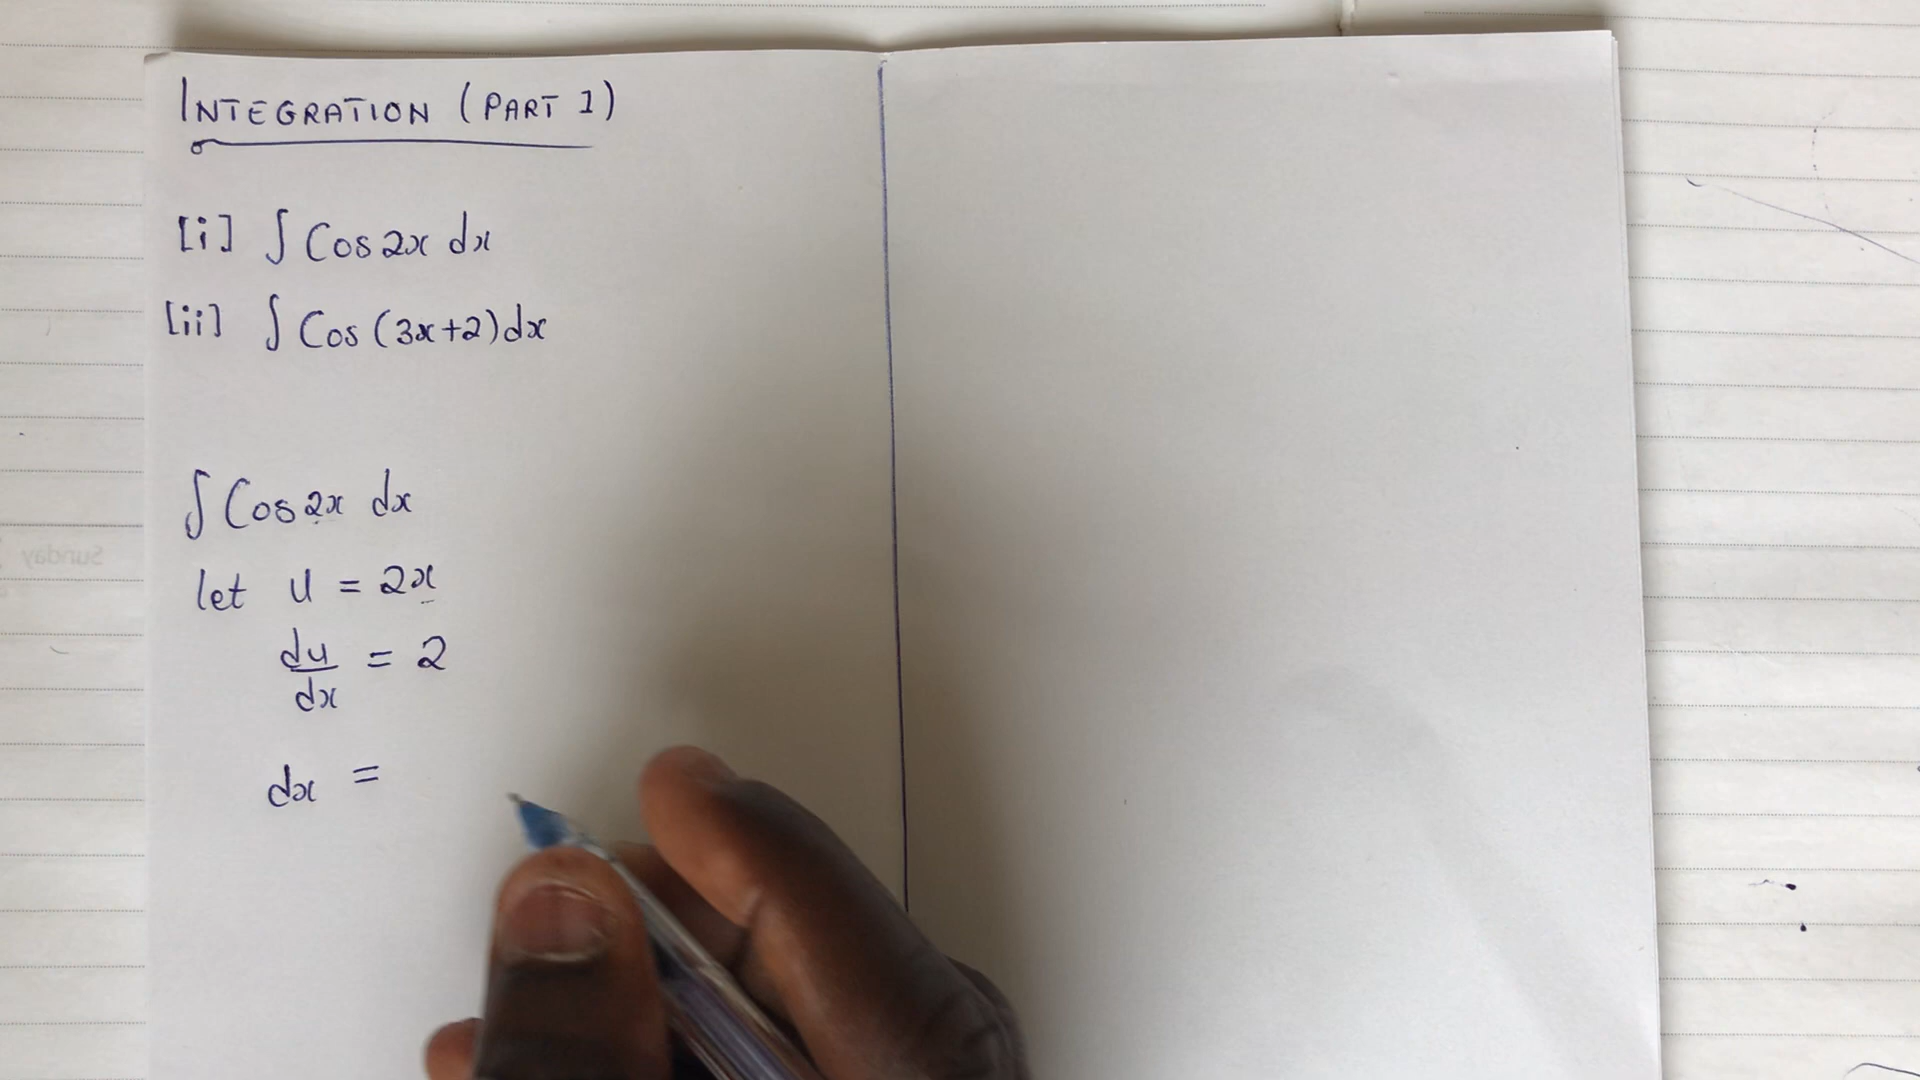 INTEGRATION (PART 1)
[i] ∫ Cos 2x dx
[ii] ∫ Cos (3x+2) dx
∫ Cos 2x dx
let u = 2x
du/dx = 2
dx =
Sunday